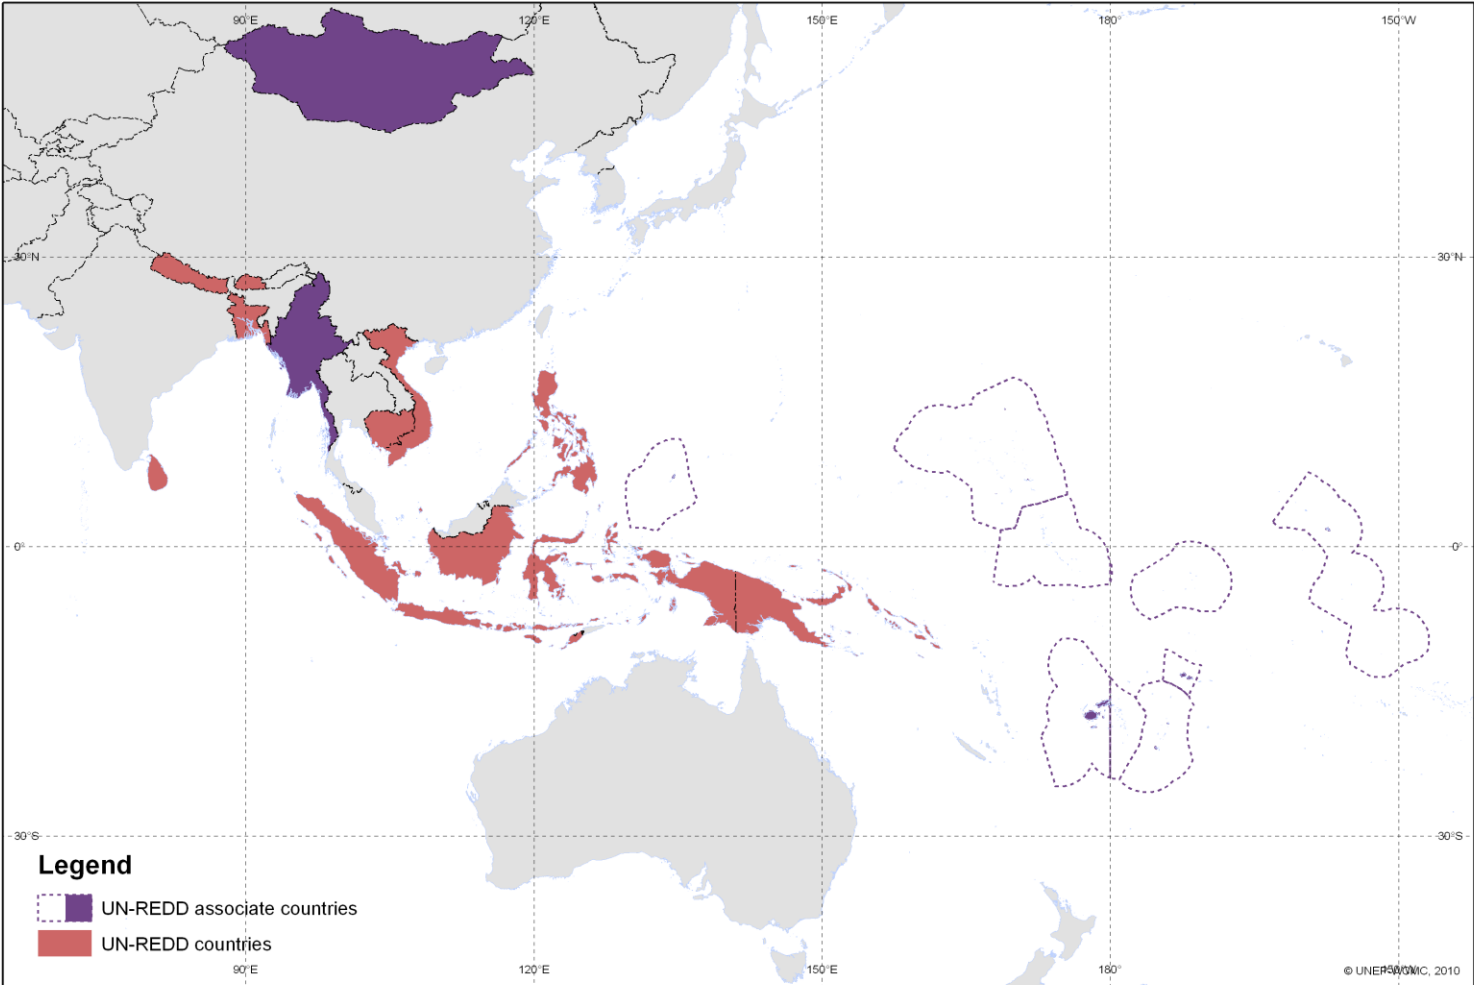 90°E 120°E 150°E 180° 150°W
30°N 30°N
0° 0°
30°S 30°S
Legend
UN-REDD associate countries
UN-REDD countries
90°E 120°E 150°E 180° 150°W
© UNEP-WCMC, 2010